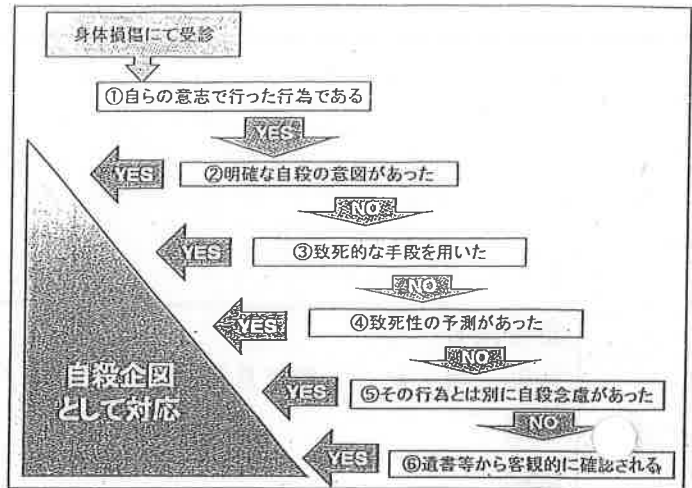 身体損傷にて受診
①自らの意志で行った行為である
YES
YES
②明確な自殺の意図があった
NO
YES
③致死的な手段を用いた
NO
YES
④致死性の予測があった
NO
自殺企図
として対応
YES
⑤その行為とは別に自殺念慮があった
NO
YES
⑥遺書等から客観的に確認される